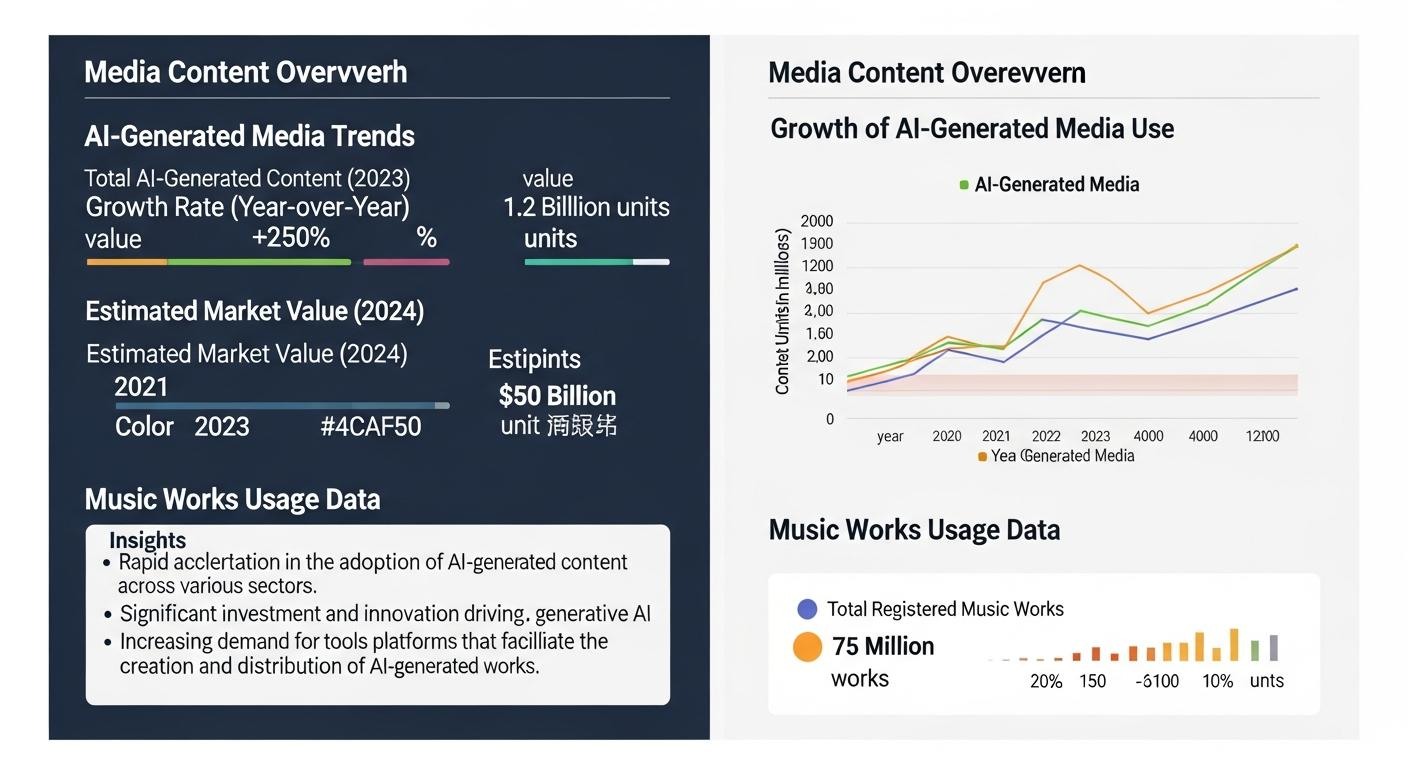 Media Content Overvverh
AI-Generated Media Trends
Total AI-Generated Content (2023)
value
Growth Rate (Year-over-Year)
1.2 Billlion units
value +250% %
units
Estimated Market Value (2024)
Estimated Market Value (2024)
Estipints
2021
$50 Billion
Color 2023 #4CAF50
unit
Music Works Usage Data
Insights
• Rapid acclertation in the adoption of AI-generated content
across various sectors.
• Significant investment and innovation driving. generative AI
• Increasing demand for tools platforms that facilliate the
creation and distribution of AI-generated works.
Media Content Overevvern
Growth of AI-Generated Media Use
AI-Generated Media
2000
1900
1200
2,00
1.60
2.00
10
0
year 2020 2021 2022 2023 4000 4000
Yea Generated Media
Music Works Usage Data
Total Registered Music Works
75 Million
works
20% 150 10% unts